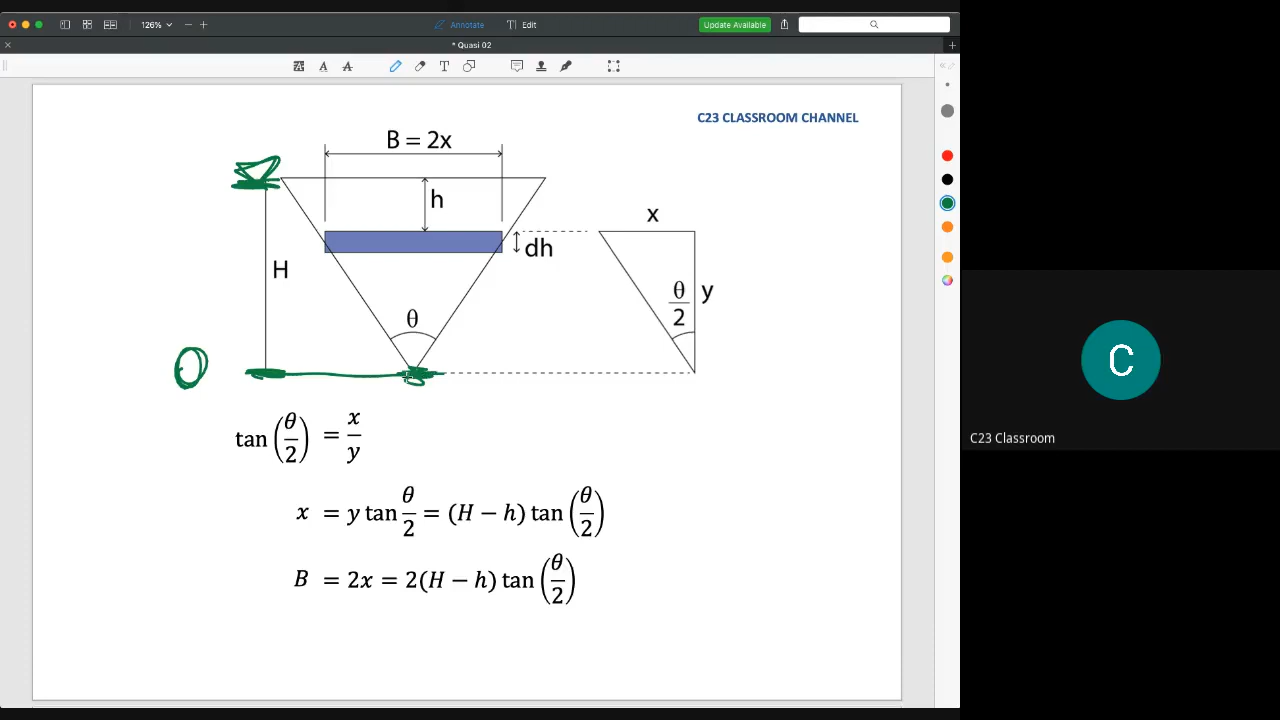 126%
Annotate
Edit
Update Available
* Quasi 02
C23 CLASSROOM CHANNEL
B = 2x
h
x
dh
H
θ
θ/2
y
O
tan(θ/2) = x/y
x = y tan θ/2 = (H − h) tan(θ/2)
B = 2x = 2(H − h) tan(θ/2)
C
C23 Classroom